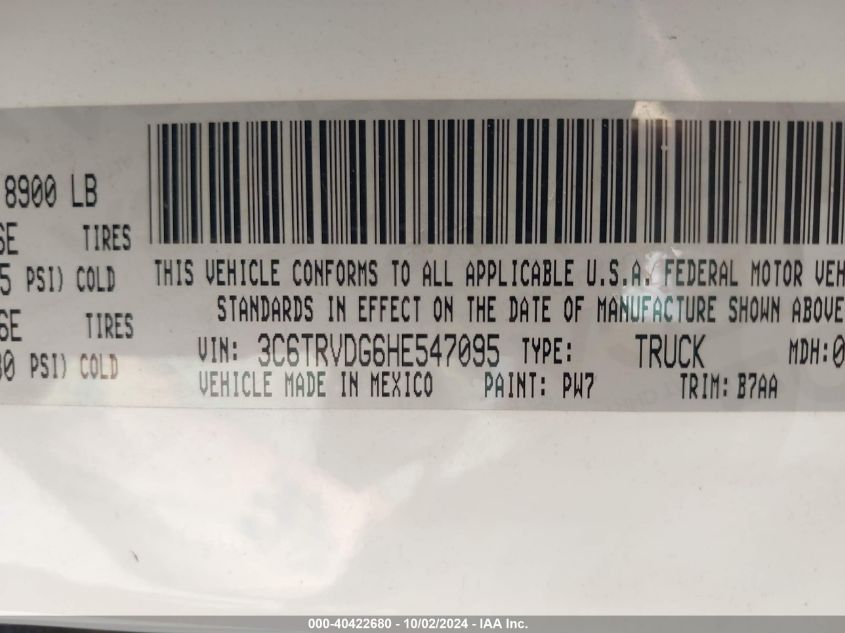 8900 LB
6E TIRES
5 PSI) COLD
6E TIRES
80 PSI) COLD
THIS VEHICLE CONFORMS TO ALL APPLICABLE U.S.A. FEDERAL MOTOR VEH
STANDARDS IN EFFECT ON THE DATE OF MANUFACTURE SHOWN ABOVE
VIN: 3C6TRVDG6HE547095 TYPE: TRUCK MDH:0
VEHICLE MADE IN MEXICO PAINT: PW7 TRIM: B7AA
000-40422680 - 10/02/2024 - IAA Inc.